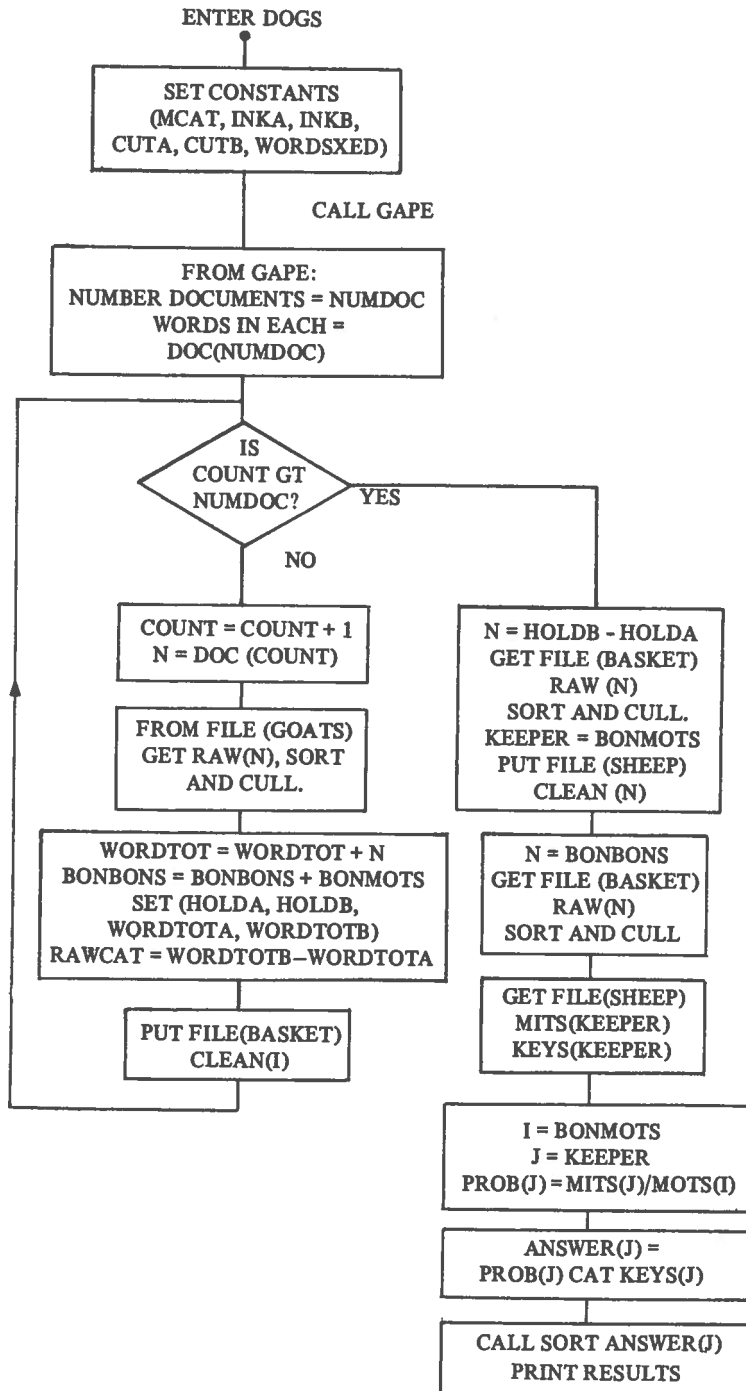 ENTER DOGS
SET CONSTANTS
(MCAT, INKA, INKB,
CUTA, CUTB, WORDSXED)
CALL GAPE
FROM GAPE:
NUMBER DOCUMENTS = NUMDOC
WORDS IN EACH =
DOC(NUMDOC)
IS
COUNT GT
NUMDOC?
YES
NO
COUNT = COUNT + 1
N = DOC (COUNT)
FROM FILE (GOATS)
GET RAW(N), SORT
AND CULL.
WORDTOT = WORDTOT + N
BONBONS = BONBONS + BONMOTS
SET (HOLDA, HOLDB,
WORDTOTA, WORDTOTB)
RAWCAT = WORDTOTB–WORDTOTA
PUT FILE(BASKET)
CLEAN(I)
N = HOLDB - HOLDA
GET FILE (BASKET)
RAW (N)
SORT AND CULL.
KEEPER = BONMOTS
PUT FILE (SHEEP)
CLEAN (N)
N = BONBONS
GET FILE (BASKET)
RAW(N)
SORT AND CULL
GET FILE(SHEEP)
MITS(KEEPER)
KEYS(KEEPER)
I = BONMOTS
J = KEEPER
PROB(J) = MITS(J)/MOTS(I)
ANSWER(J) =
PROB(J) CAT KEYS(J)
CALL SORT ANSWER(J)
PRINT RESULTS